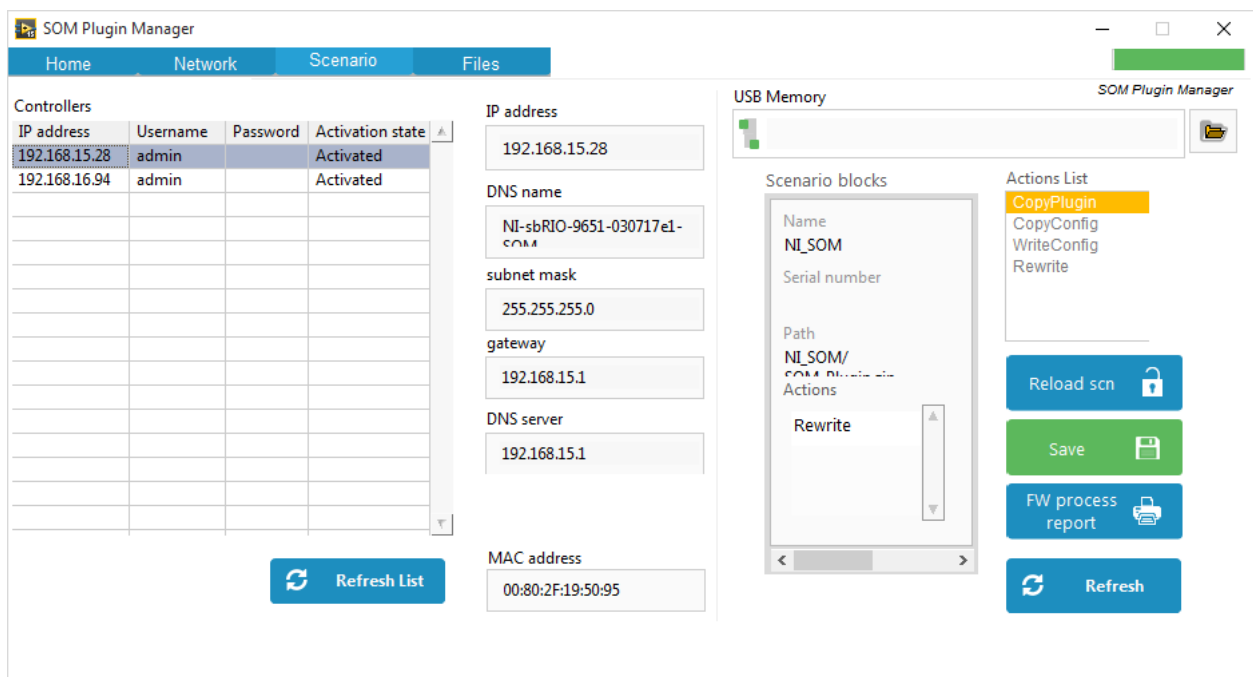 SOM Plugin Manager
Home Network Scenario Files
SOM Plugin Manager
Controllers
IP address Username Password Activation state
192.168.15.28 admin Activated
192.168.16.94 admin Activated
Refresh List
IP address
192.168.15.28
DNS name
NI-sbRIO-9651-030717e1-
SOM
subnet mask
255.255.255.0
gateway
192.168.15.1
DNS server
192.168.15.1
MAC address
00:80:2F:19:50:95
USB Memory
Scenario blocks
Name
NI_SOM
Serial number
Path
NI_SOM/
Actions
Rewrite
Actions List
CopyPlugin
CopyConfig
WriteConfig
Rewrite
Reload scn
Save
FW process
report
Refresh